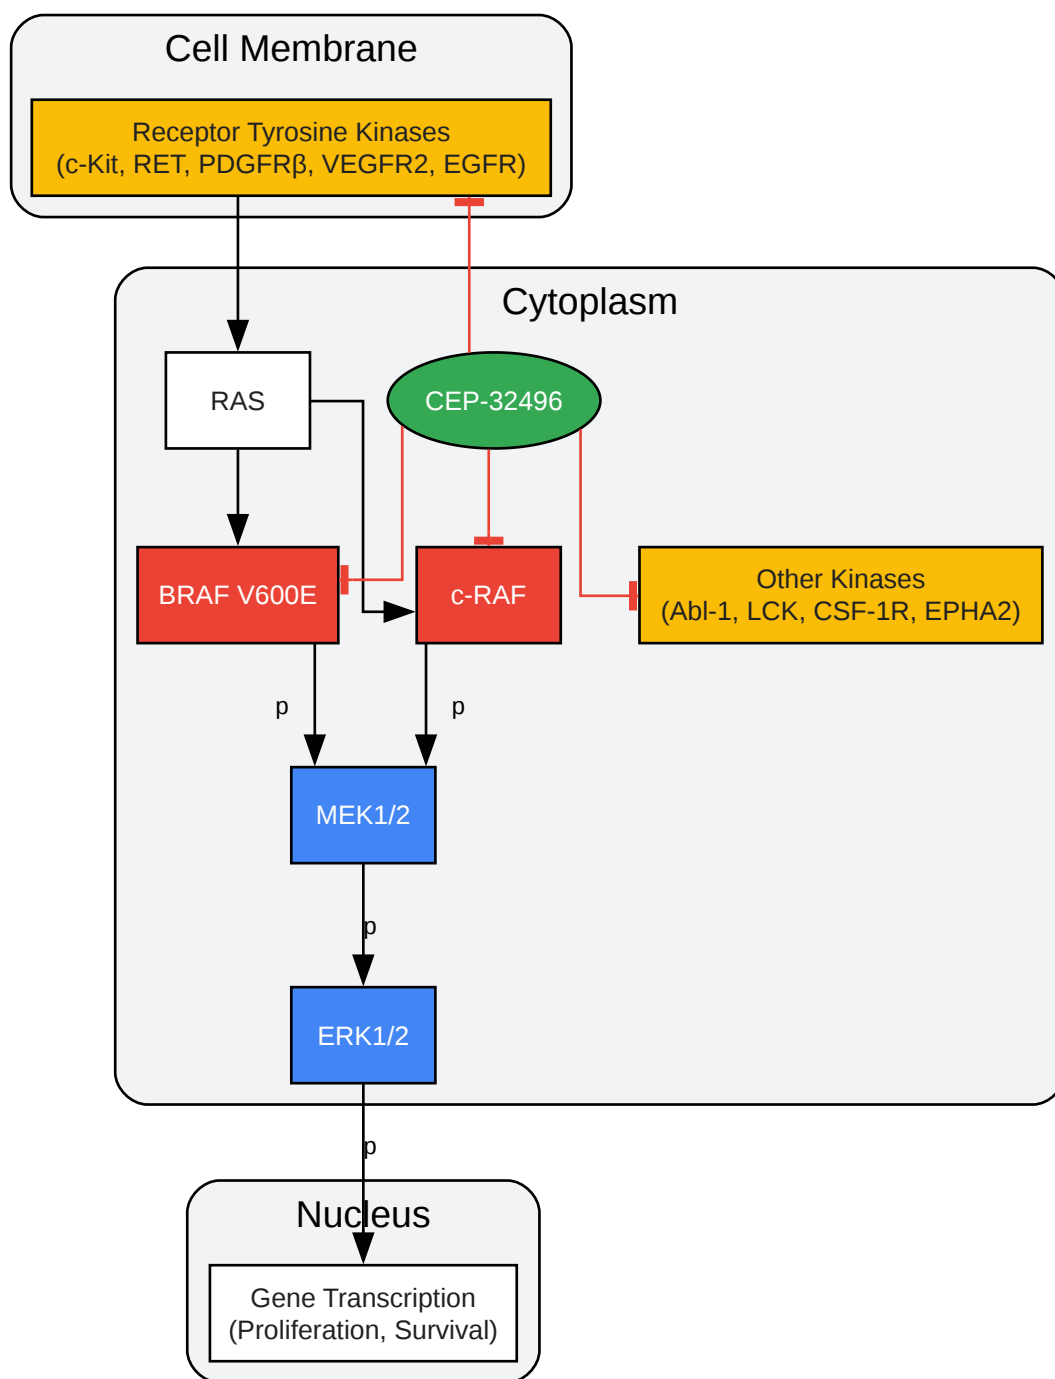 Cell Membrane
Receptor Tyrosine Kinases
(c-Kit, RET, PDGFRβ, VEGFR2, EGFR)
Cytoplasm
RAS
CEP-32496
BRAF V600E
c-RAF
Other Kinases
(Abl-1, LCK, CSF-1R, EPHA2)
p
p
MEK1/2
p
ERK1/2
p
Nucleus
Gene Transcription
(Proliferation, Survival)